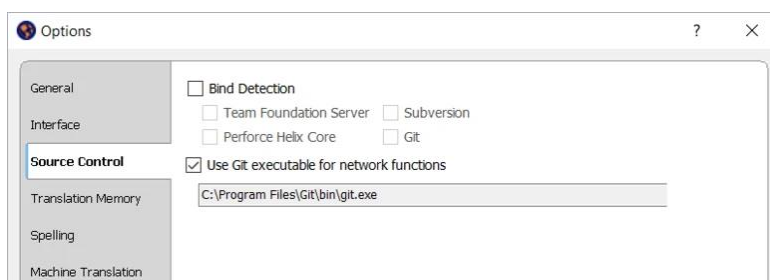 Options
?
General
Interface
Source Control
Translation Memory
Spelling
Machine Translation
Bind Detection
Team Foundation Server Subversion
Perforce Helix Core Git
Use Git executable for network functions
C:\Program Files\Git\bin\git.exe